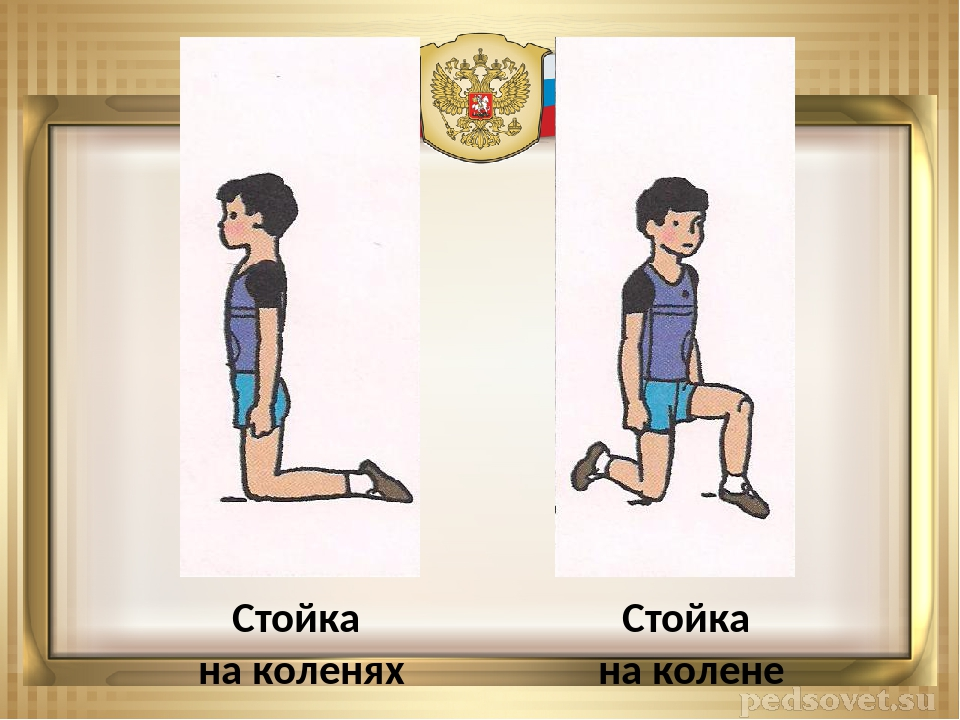 Стойка
на коленях
Стойка
на колене
pedsovet.su